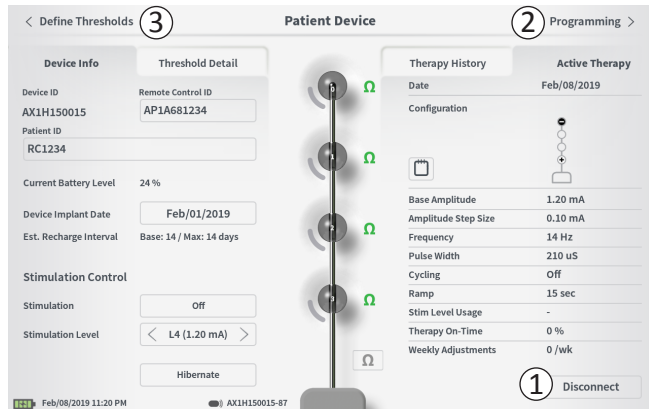 < Define Thresholds
3
Patient Device
2
Programming >
Device Info
Threshold Detail
Device ID
AX1H150015
Remote Control ID
AP1A681234
Patient ID
RC1234
Current Battery Level
24 %
Device Implant Date
Feb/01/2019
Est. Recharge Interval
Base: 14 / Max: 14 days
Stimulation Control
Stimulation
Off
Stimulation Level
< L4 (1.20 mA) >
Hibernate
0
Ω
1
Ω
2
Ω
3
Ω
Ω
Therapy History
Active Therapy
Date
Feb/08/2019
Configuration
Base Amplitude
1.20 mA
Amplitude Step Size
0.10 mA
Frequency
14 Hz
Pulse Width
210 uS
Cycling
Off
Ramp
15 sec
Stim Level Usage
-
Therapy On-Time
0 %
Weekly Adjustments
0 /wk
1
Disconnect
Feb/08/2019 11:20 PM
AX1H150015-87